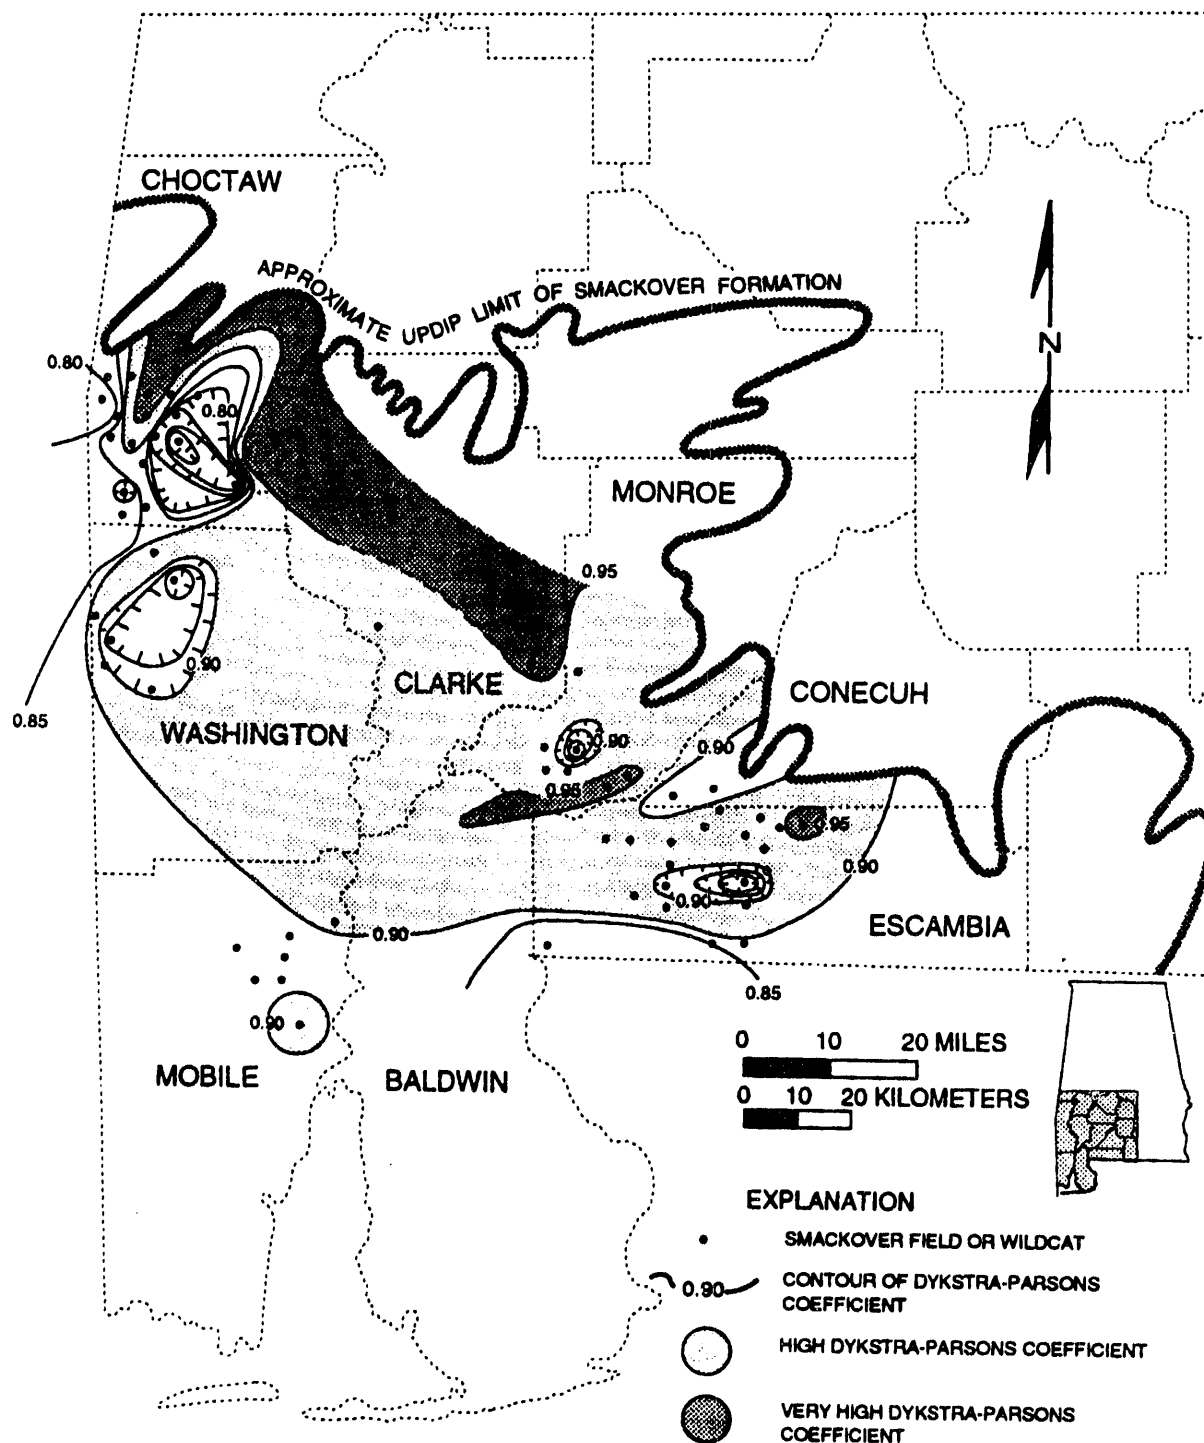 CHOCTAW
APPROXIMATE UPDIP LIMIT OF SMACKOVER FORMATION
0.80
0.80
N
MONROE
0.95
CLARKE
0.90
CONECUH
0.85
WASHINGTON
0.90
0.90
0.95
0.95
0.90
0.90
ESCAMBIA
0.90
0.85
0.90
MOBILE
BALDWIN
0 10 20 MILES
0 10 20 KILOMETERS
EXPLANATION
SMACKOVER FIELD OR WILDCAT
0.90
CONTOUR OF DYKSTRA-PARSONS
COEFFICIENT
HIGH DYKSTRA-PARSONS COEFFICIENT
VERY HIGH DYKSTRA-PARSONS
COEFFICIENT